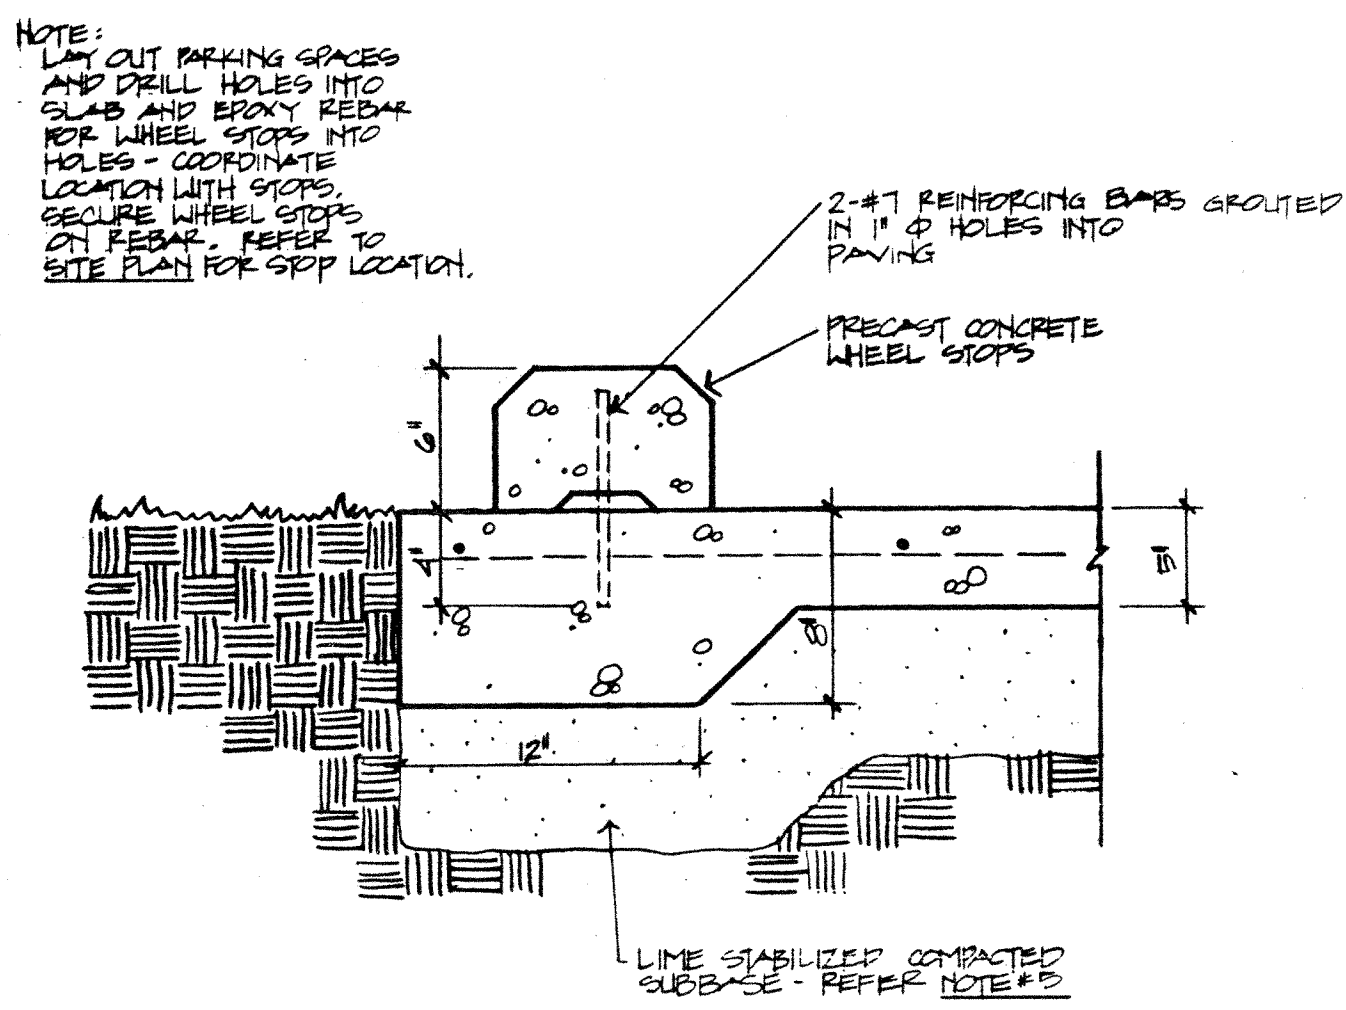 NOTE:
LAY OUT PARKING SPACES
AND DRILL HOLES INTO
SLAB AND EPOXY REBAR
FOR WHEEL STOPS INTO
HOLES - COORDINATE
LOCATION WITH STOPS.
SECURE WHEEL STOPS
ON REBAR. REFER TO
SITE PLAN FOR STOP LOCATION.
2-#7 REINFORCING BARS GROUTED
IN 1" Φ HOLES INTO
PAVING
PRECAST CONCRETE
WHEEL STOPS
6"
4"
5"
8"
12"
LIME STABILIZED COMPACTED
SUBBASE - REFER NOTE #5